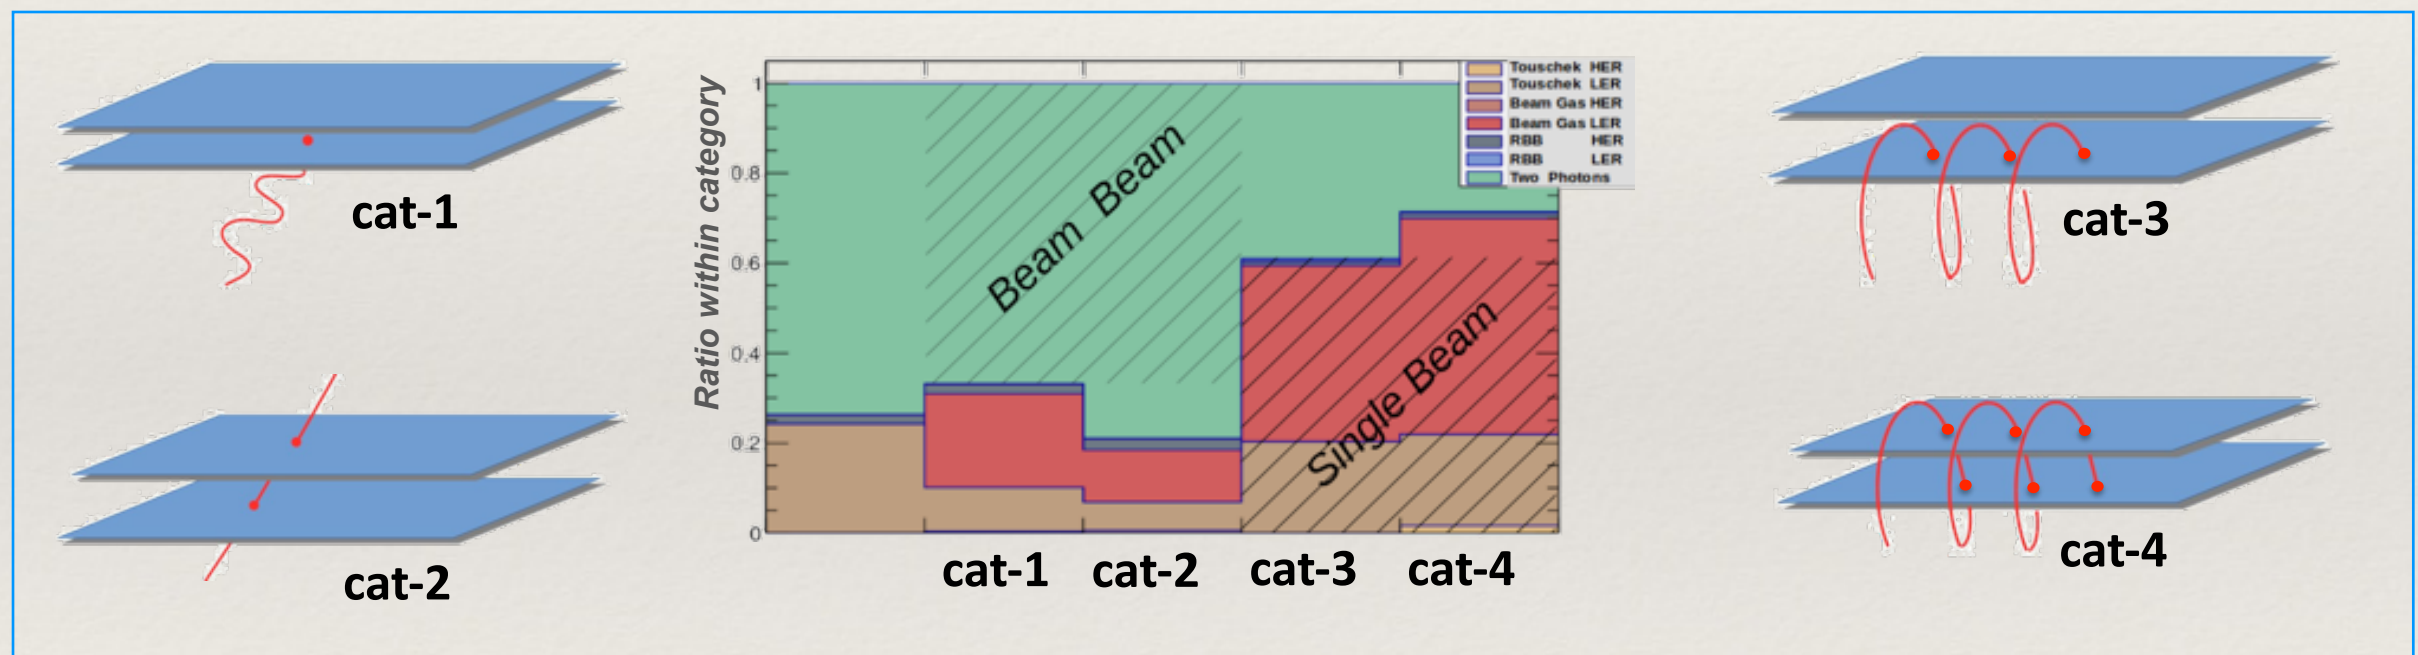 cat-1
cat-2
Ratio within category
1
0.8
0.6
0.4
0.2
0
Beam Beam
Single Beam
Touschek HER
Touschek LER
Beam Gas HER
Beam Gas LER
RBB HER
RBB LER
Two Photons
cat-1 cat-2 cat-3 cat-4
cat-3
cat-4